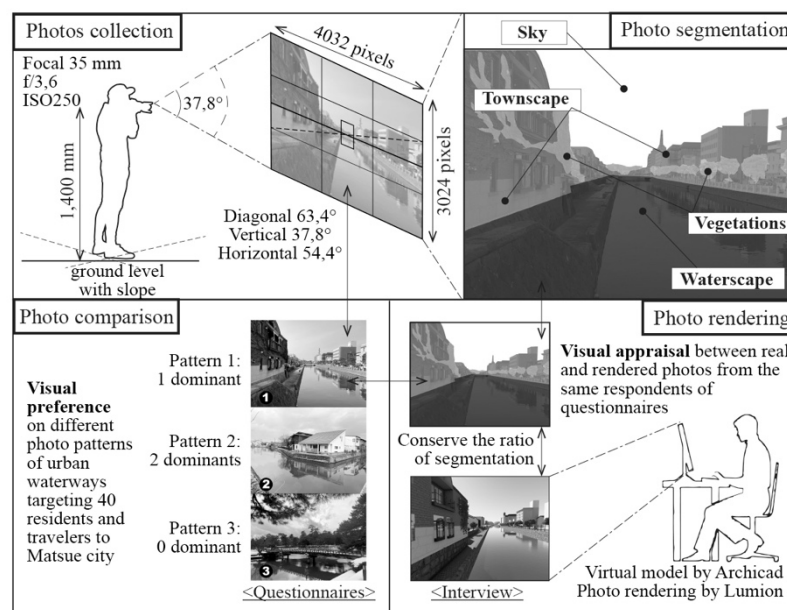 Photos collection
Focal 35 mm
f/3,6
ISO250
37,8°
1,400 mm
ground level
with slope
4032 pixels
3024 pixels
Diagonal 63,4°
Vertical 37,8°
Horizontal 54,4°
Photo segmentation
Sky
Townscape
Vegetations
Waterscape
Photo comparison
Visual
preference
on different
photo patterns
of urban
waterways
targeting 40
residents and
travelers to
Matsue city
Pattern 1:
1 dominant
1
Pattern 2:
2 dominants
2
Pattern 3:
0 dominant
3
<Questionnaires>
Photo rendering
Visual appraisal between real
and rendered photos from the
same respondents of
questionnaires
Conserve the ratio
of segmentation
<Interview>
Virtual model by Archicad
Photo rendering by Lumion